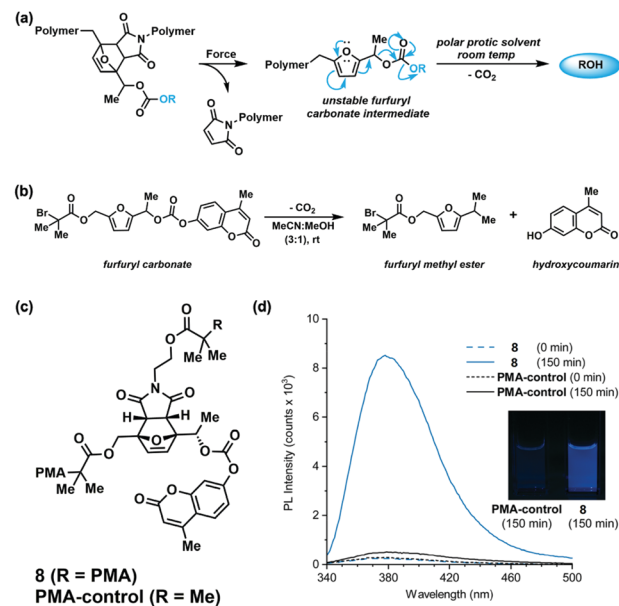 (a)
Polymer
O
O
N-Polymer
O
Me
O
O
OR
Force
O
O
N-Polymer
Polymer
O
Me
O
O
OR
unstable furfuryl
carbonate intermediate
polar protic solvent
room temp
- CO2
ROH
(b)
Br
Me
Me
O
O
O
Me
O
O
O
Me
O
O
furfuryl carbonate
- CO2
MeCN:MeOH
(3:1), rt
Br
Me
Me
O
O
O
Me
Me
furfuryl methyl ester
+
Me
HO
O
O
hydroxycoumarin
(c)
O
R
O
Me
Me
O
N
O
H
H
Me
O
O
O
O
O
O
PMA
Me
Me
O
O
Me
8 (R = PMA)
PMA-control (R = Me)
(d)
PL Intensity (counts x 10³)
10
8
6
4
2
0
340
380
420
460
500
Wavelength (nm)
8 (0 min)
8 (150 min)
PMA-control (0 min)
PMA-control (150 min)
PMA-control
(150 min)
8
(150 min)